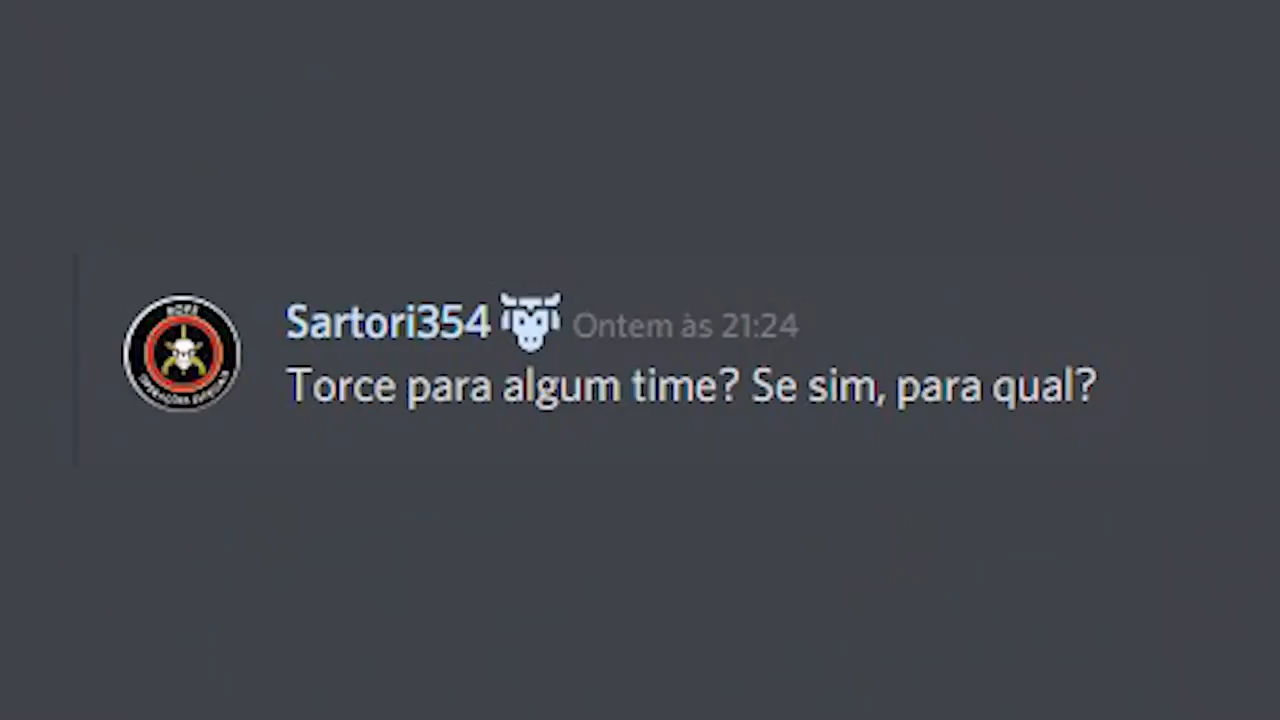 Sartori354 Ontem às 21:24
Torce para algum time? Se sim, para qual?